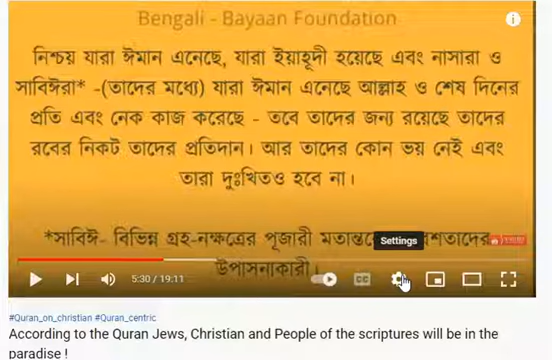 Bengali - Bayaan Foundation
নিশ্চয় যারা ঈমান এনেছে, যারা ইয়াহূদী হয়েছে এবং নাসারা ও
সাবিঈরা* -(তাদের মধ্যে) যারা ঈমান এনেছে আল্লাহ ও শেষ দিনের
প্রতি এবং নেক কাজ করেছে - তবে তাদের জন্য রয়েছে তাদের
রবের নিকট তাদের প্রতিদান। আর তাদের কোন ভয় নেই এবং
তারা দুঃখিতও হবে না।
*সাবিঈ- বিভিন্ন গ্রহ-নক্ষত্রের পূজারী মতান্তরে
Settings
উপাসনাকারী।
5:30 / 19:11
CC
#Quran_on_christian #Quran_centric
According to the Quran Jews, Christian and People of the scriptures will be in the
paradise !